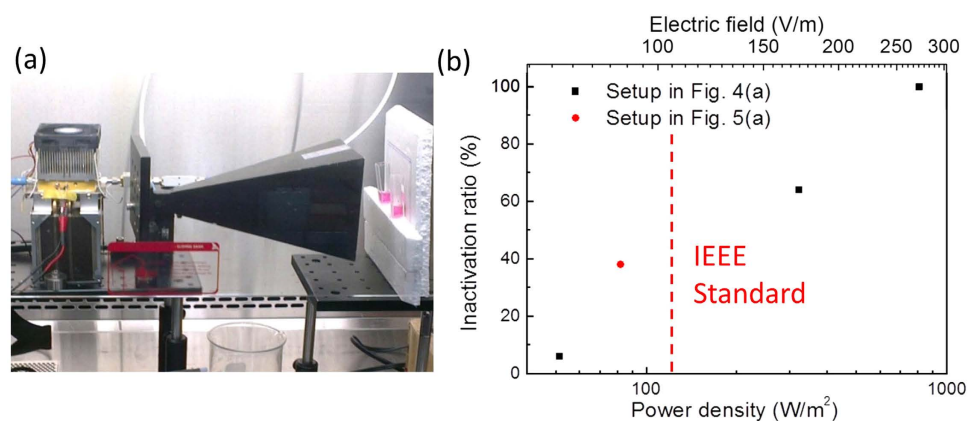 (a)
(b)
Electric field (V/m)
100 150 200 250 300
100
80
60
40
20
0
Inactivation ratio (%)
Setup in Fig. 4(a)
Setup in Fig. 5(a)
IEEE
Standard
100 1000
Power density (W/m²)